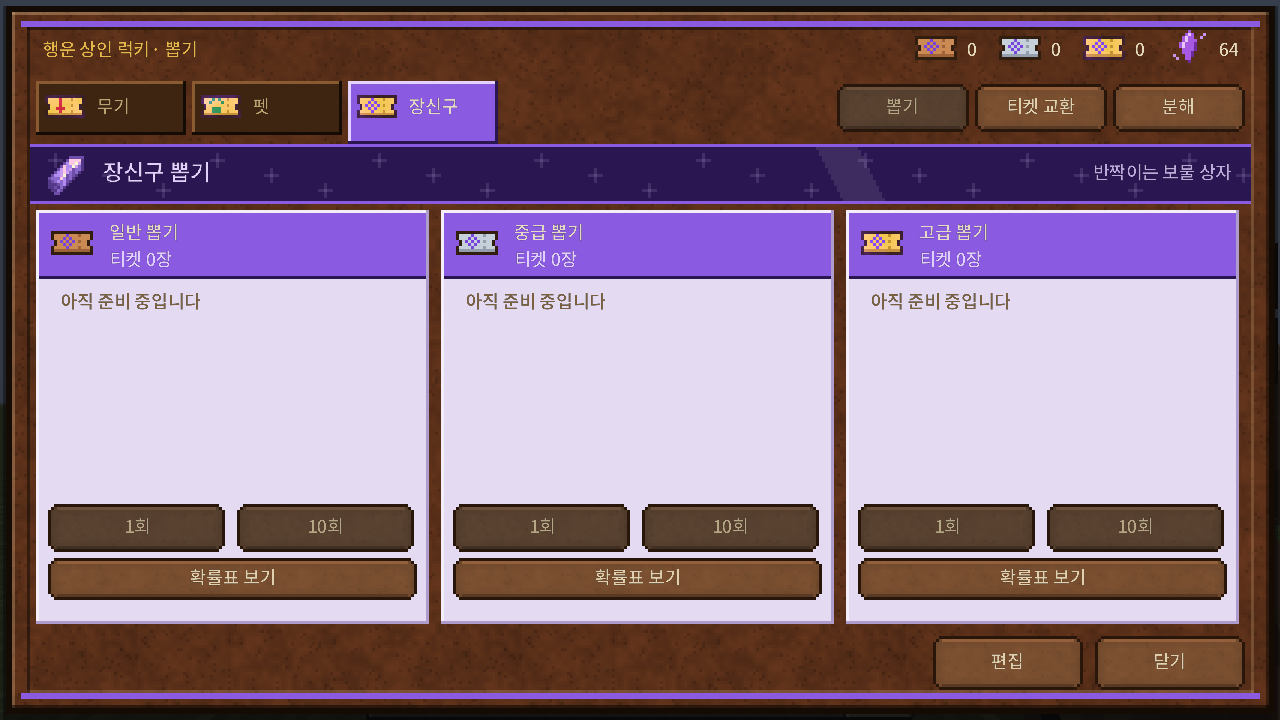 행운 상인 럭키 · 뽑기
0 0 0 64
무기 펫 장신구 뽑기 티켓 교환 분해
장신구 뽑기 반짝이는 보물 상자
일반 뽑기
티켓 0장
아직 준비 중입니다
1회 10회
확률표 보기
중급 뽑기
티켓 0장
아직 준비 중입니다
1회 10회
확률표 보기
고급 뽑기
티켓 0장
아직 준비 중입니다
1회 10회
확률표 보기
편집 닫기